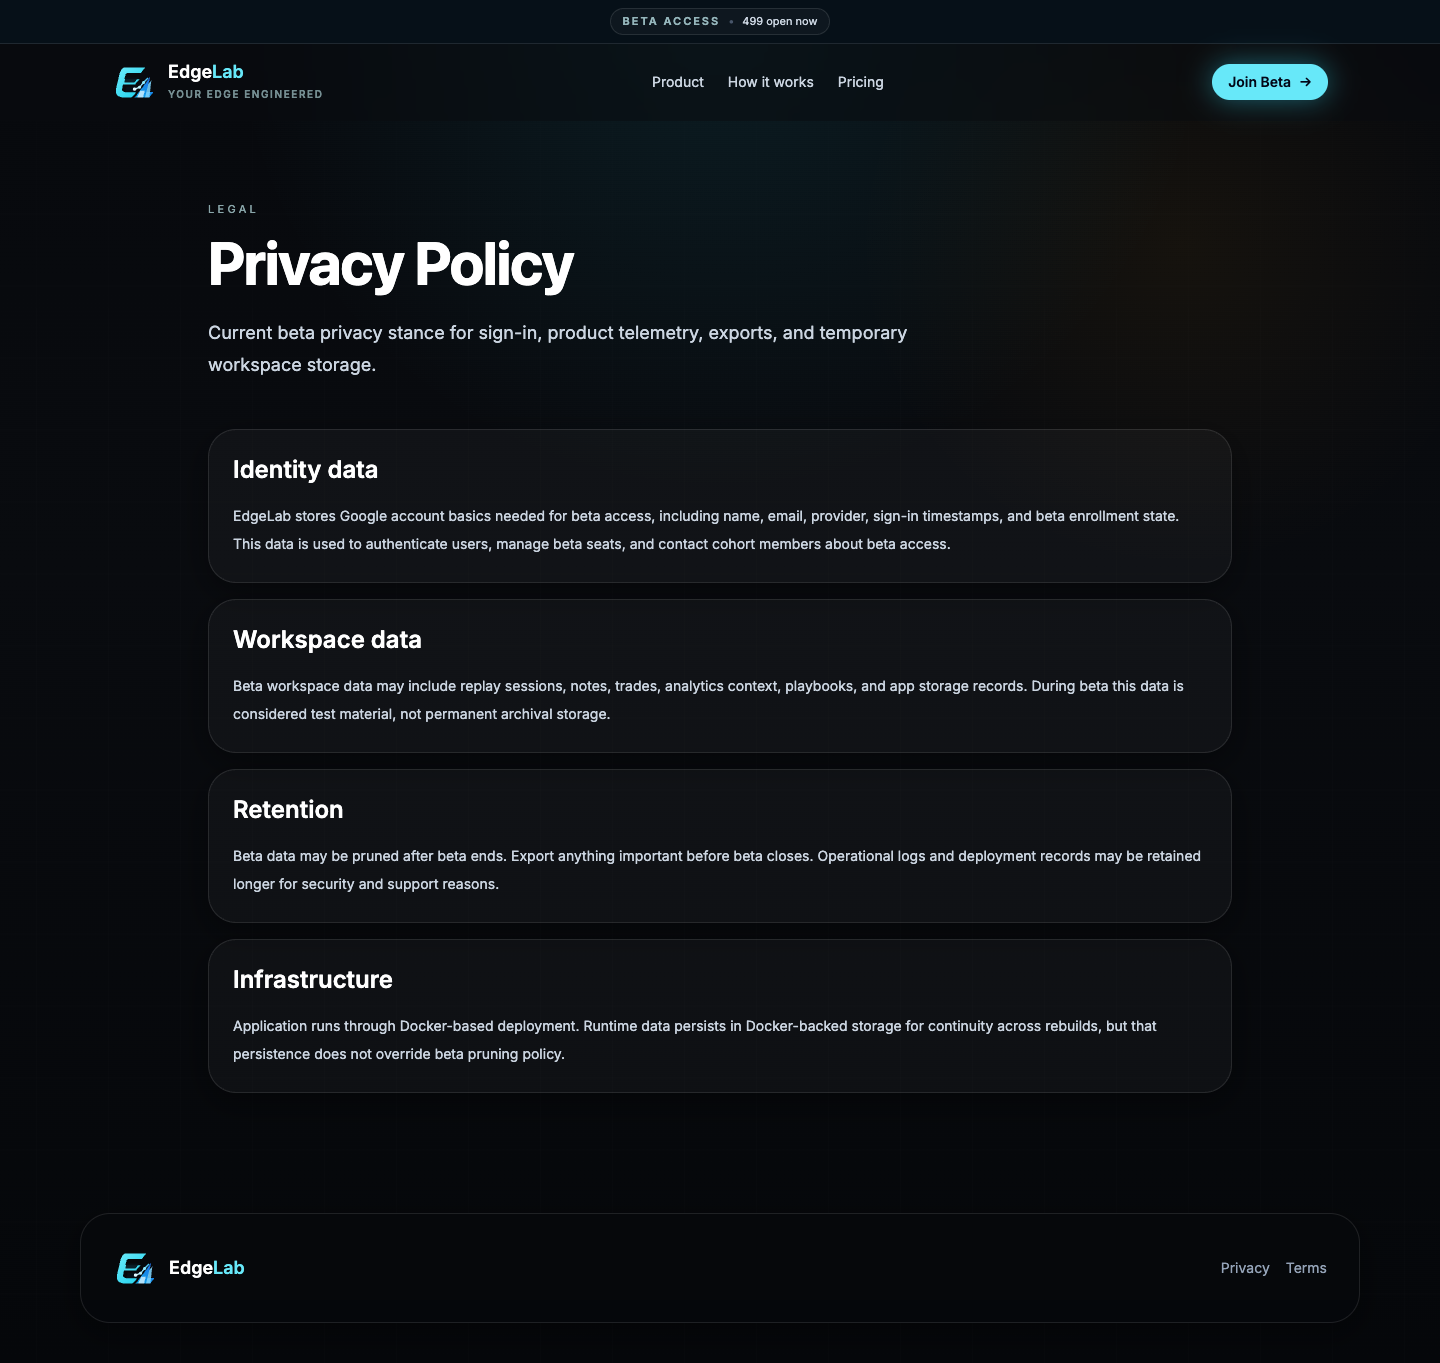 BETA ACCESS • 499 open now
EdgeLab
YOUR EDGE ENGINEERED
Product How it works Pricing
Join Beta →
LEGAL
Privacy Policy
Current beta privacy stance for sign-in, product telemetry, exports, and temporary
workspace storage.
Identity data
EdgeLab stores Google account basics needed for beta access, including name, email, provider, sign-in timestamps, and beta enrollment state.
This data is used to authenticate users, manage beta seats, and contact cohort members about beta access.
Workspace data
Beta workspace data may include replay sessions, notes, trades, analytics context, playbooks, and app storage records. During beta this data is
considered test material, not permanent archival storage.
Retention
Beta data may be pruned after beta ends. Export anything important before beta closes. Operational logs and deployment records may be retained
longer for security and support reasons.
Infrastructure
Application runs through Docker-based deployment. Runtime data persists in Docker-backed storage for continuity across rebuilds, but that
persistence does not override beta pruning policy.
EdgeLab
Privacy Terms